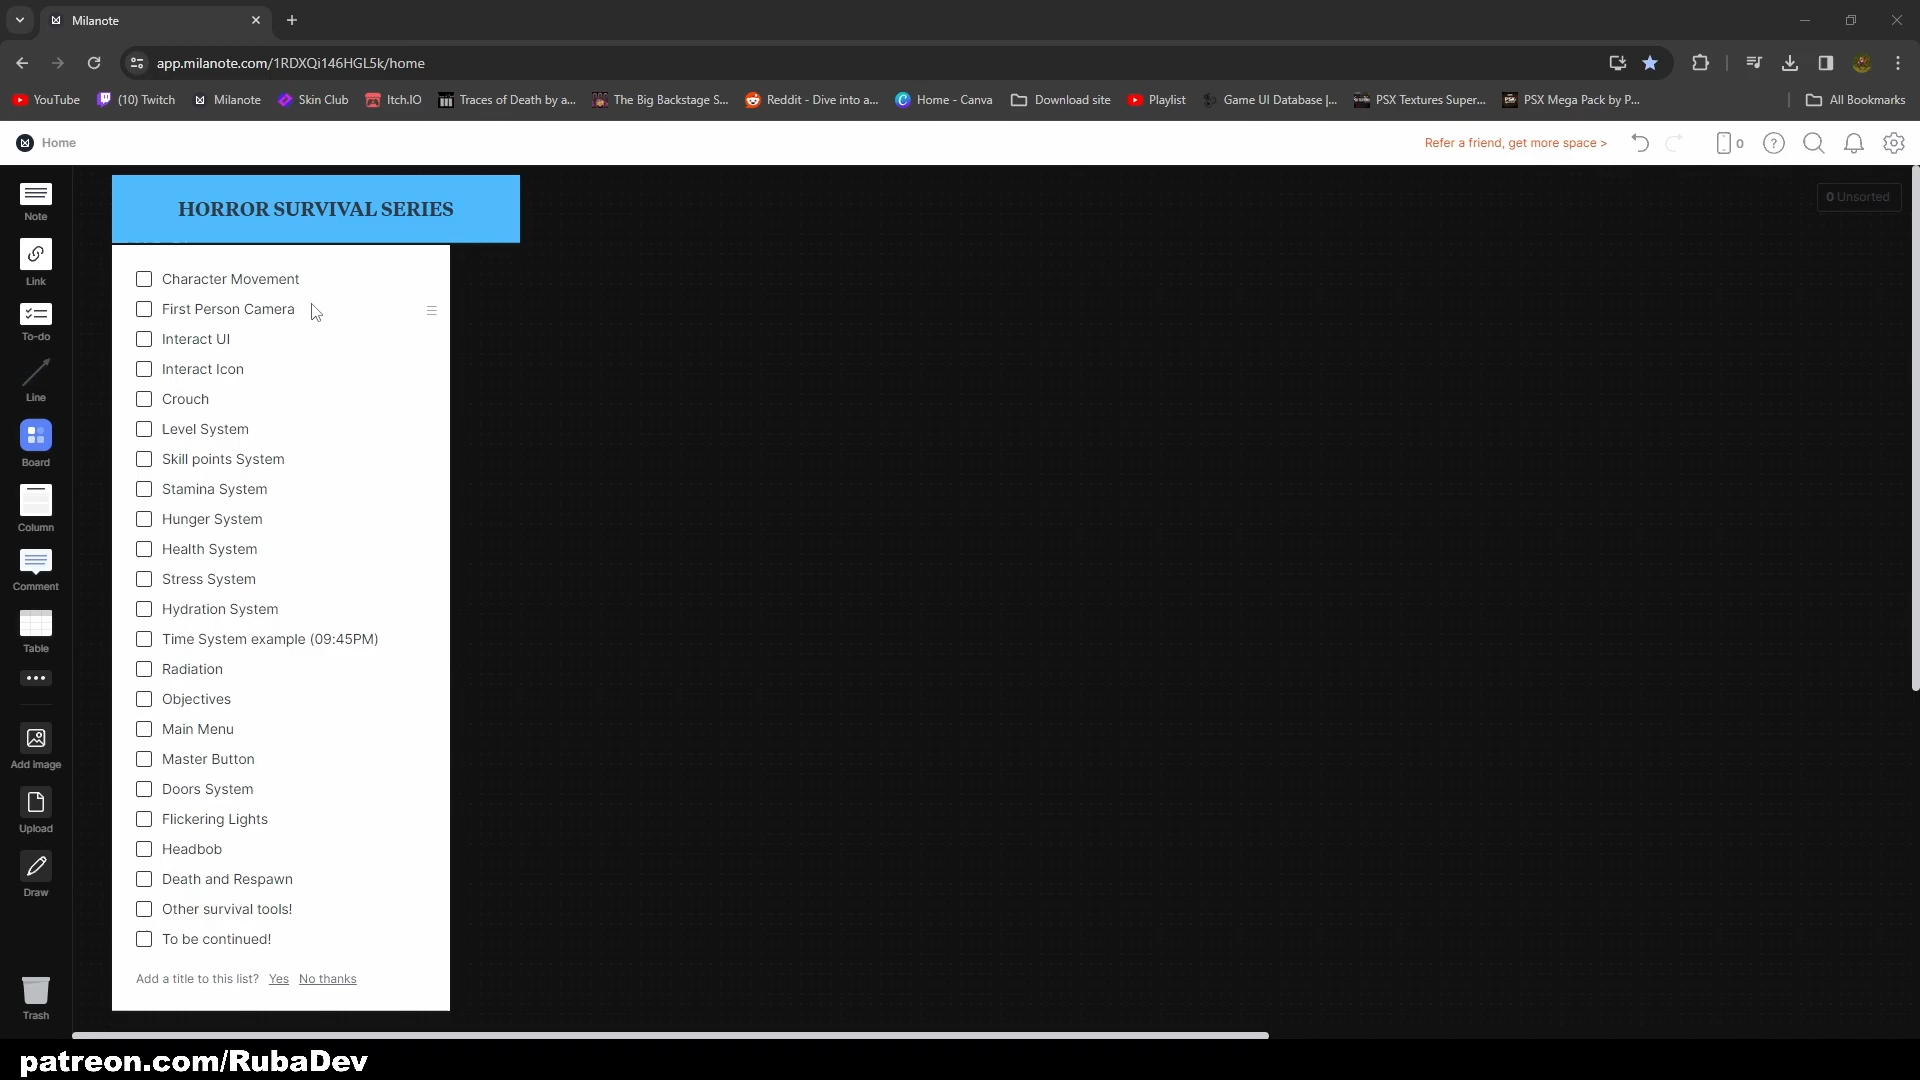 Milanote
app.milanote.com/1RDXQi146HGL5k/home
YouTube (10) Twitch Milanote Skin Club Itch.IO Traces of Death by a... The Big Backstage S... Reddit - Dive into a... Home - Canva Download site Playlist Game UI Database |... PSX Textures Super... PSX Mega Pack by P... All Bookmarks
Home Refer a friend, get more space > 0
0 Unsorted
Note
Link
To-do
Line
Board
Column
Comment
Table
Add image
Upload
Draw
Trash
HORROR SURVIVAL SERIES
Character Movement
First Person Camera
Interact UI
Interact Icon
Crouch
Level System
Skill points System
Stamina System
Hunger System
Health System
Stress System
Hydration System
Time System example (09:45PM)
Radiation
Objectives
Main Menu
Master Button
Doors System
Flickering Lights
Headbob
Death and Respawn
Other survival tools!
To be continued!
Add a title to this list? Yes No thanks
patreon.com/RubaDev